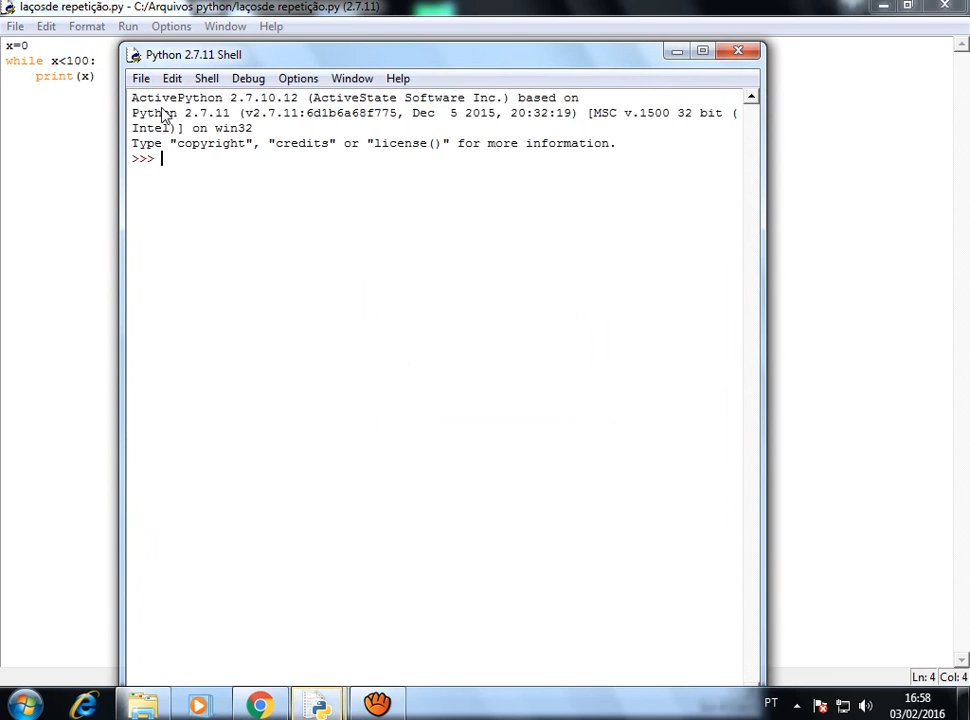 laçosde repetição.py - C:/Arquivos python/laçosde repetição.py (2.7.11)
File Edit Format Run Options Window Help
x=0
while x<100:
    print(x)
Python 2.7.11 Shell
File Edit Shell Debug Options Window Help
ActivePython 2.7.10.12 (ActiveState Software Inc.) based on
Python 2.7.11 (v2.7.11:6d1b6a68f775, Dec  5 2015, 20:32:19) [MSC v.1500 32 bit (
Intel)] on win32
Type "copyright", "credits" or "license()" for more information.
>>>
Ln: 4 Col: 4
PT
16:58
03/02/2016